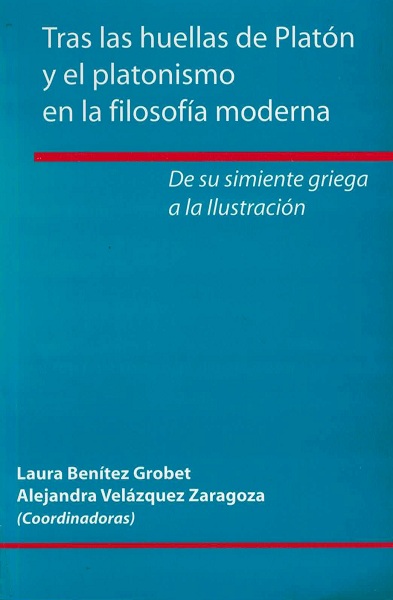 Tras las huellas de Platón
y el platonismo
en la filosofía moderna
De su simiente griega
a la Ilustración
Laura Benítez Grobet
Alejandra Velázquez Zaragoza
(Coordinadoras)